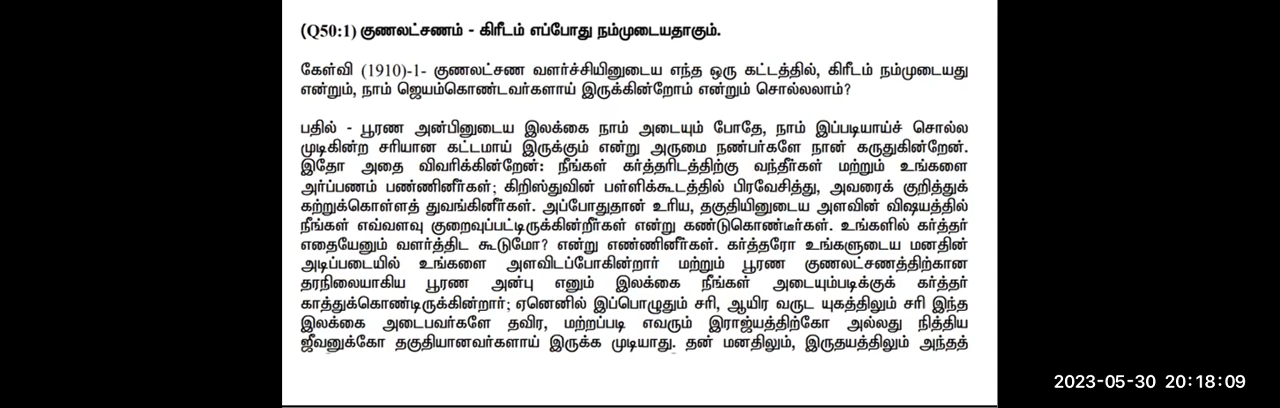 (Q50:1) குணலட்சணம் - கிரீடம் எப்போது நம்முடையதாகும்.
கேள்வி (1910)-1- குணலட்சண வளர்ச்சியினுடைய எந்த ஒரு கட்டத்தில், கிரீடம் நம்முடையது
என்றும், நாம் ஜெயம்கொண்டவர்களாய் இருக்கின்றோம் என்றும் சொல்லலாம்?
பதில் - பூரண அன்பினுடைய இலக்கை நாம் அடையும் போதே, நாம் இப்படியாய்ச் சொல்ல
முடிகின்ற சரியான கட்டமாய் இருக்கும் என்று அருமை நண்பர்களே நான் கருதுகின்றேன்.
இதோ அதை விவரிக்கின்றேன்: நீங்கள் கர்த்தரிடத்திற்கு வந்தீர்கள் மற்றும் உங்களை
அர்ப்பணம் பண்ணினீர்கள்; கிறிஸ்துவின் பள்ளிக்கூடத்தில் பிரவேசித்து, அவரைக் குறித்துக்
கற்றுக்கொள்ளத் துவங்கினீர்கள். அப்போதுதான் உரிய, தகுதியினுடைய அளவின் விஷயத்தில்
நீங்கள் எவ்வளவு குறைவுப்பட்டிருக்கின்றீர்கள் என்று கண்டுகொண்டீர்கள். உங்களில் கர்த்தர்
எதையேனும் வளர்த்திட கூடுமோ? என்று எண்ணினீர்கள். கர்த்தரோ உங்களுடைய மனதின்
அடிப்படையில் உங்களை அளவிடப்போகின்றார் மற்றும் பூரண குணலட்சணத்திற்கான
தரநிலையாகிய பூரண அன்பு எனும் இலக்கை நீங்கள் அடையும்படிக்குக் கர்த்தர்
காத்துக்கொண்டிருக்கின்றார்; ஏனெனில் இப்பொழுதும் சரி, ஆயிர வருட யுகத்திலும் சரி இந்த
இலக்கை அடைபவர்களே தவிர, மற்றப்படி எவரும் இராஜ்யத்திற்கோ அல்லது நித்திய
ஜீவனுக்கோ தகுதியானவர்களாய் இருக்க முடியாது. தன் மனதிலும், இருதயத்திலும் அந்தத்
2023-05-30 20:18:09